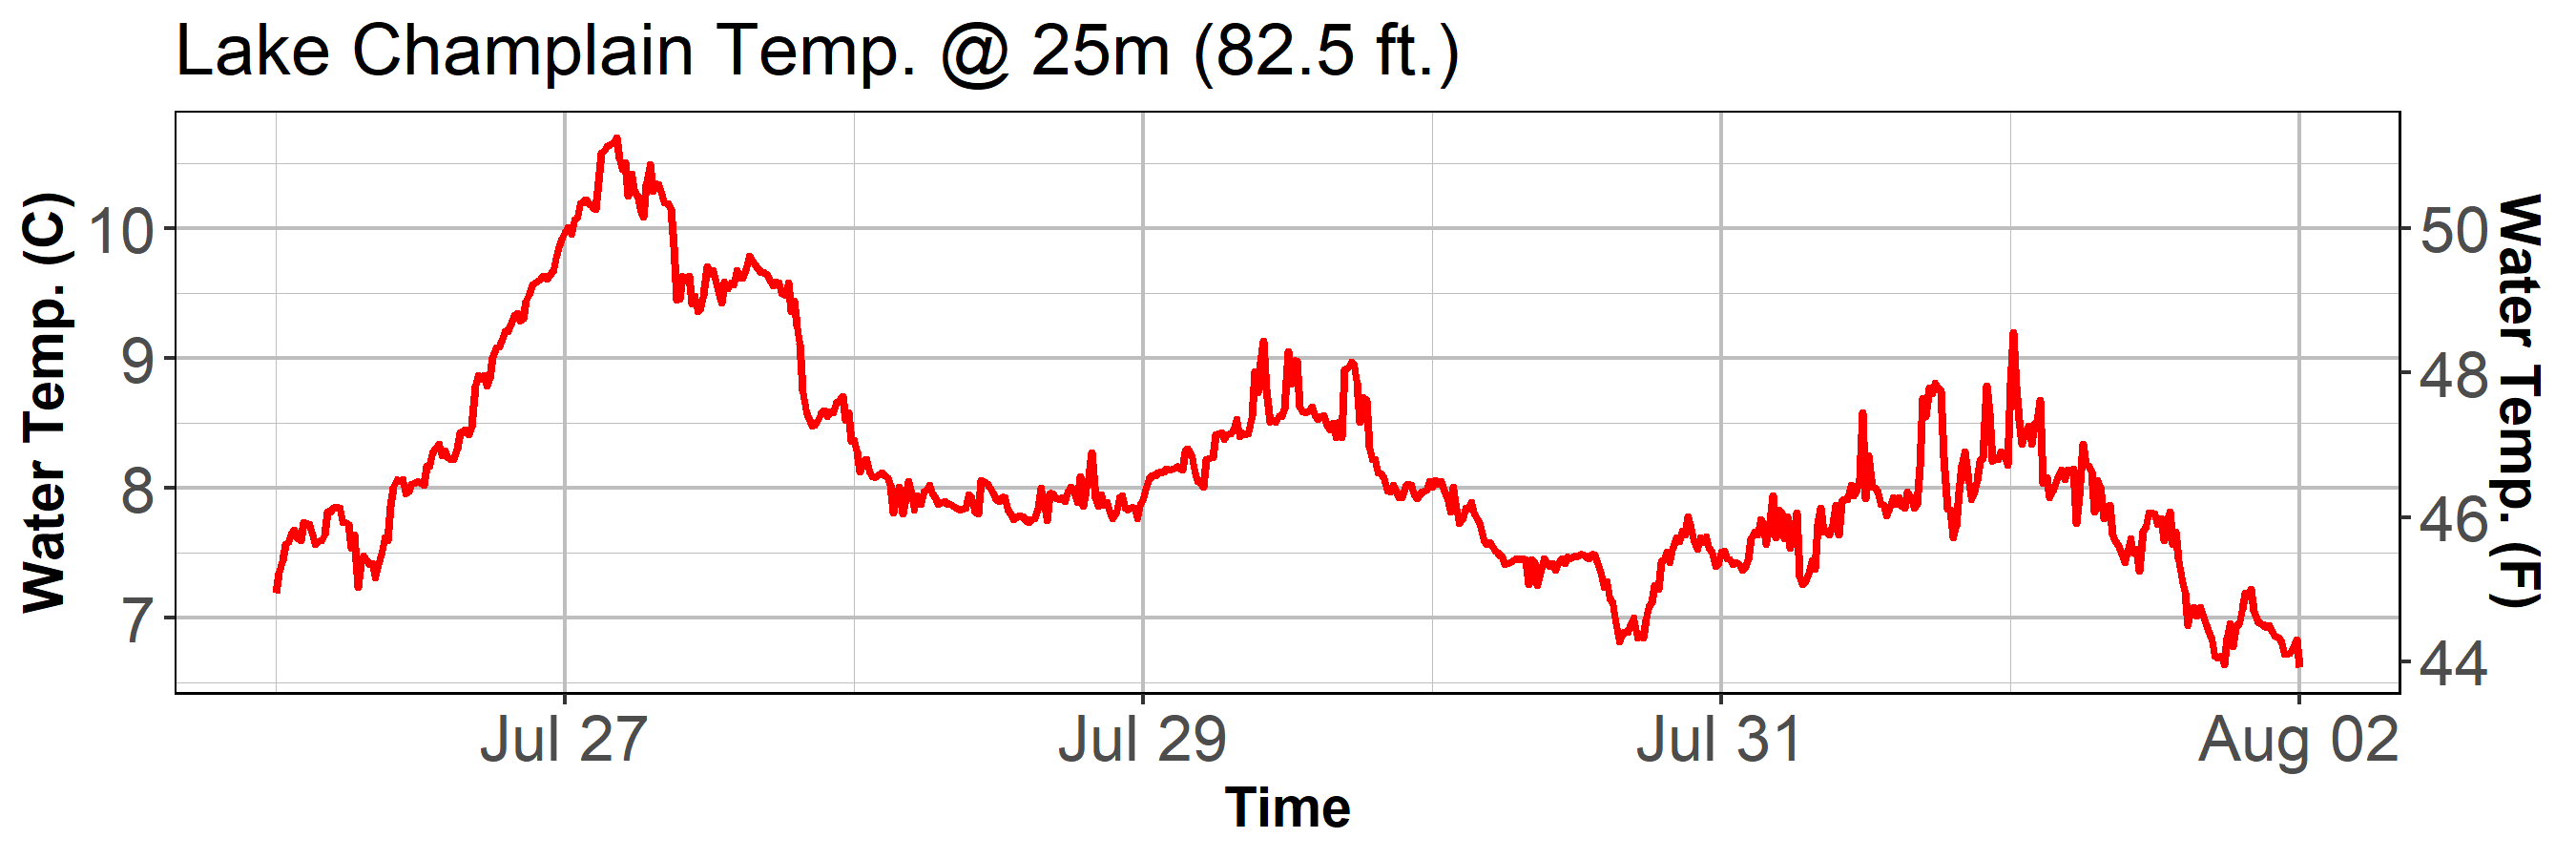 Lake Champlain Temp. @ 25m (82.5 ft.)
Water Temp. (C)
10
9
8
7
50
48
46
44
Water Temp. (F)
Jul 27
Jul 29
Jul 31
Aug 02
Time